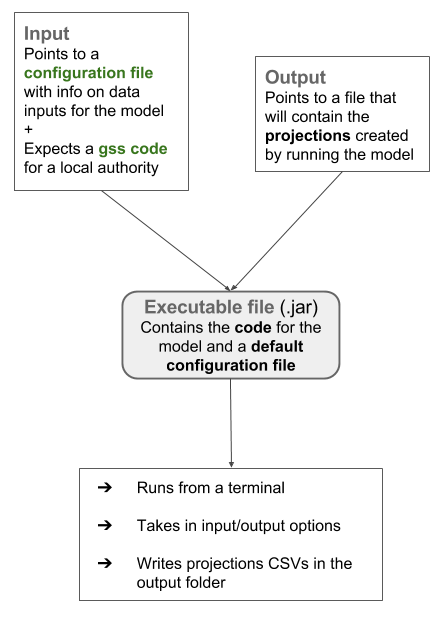 Input
Points to a
configuration file
with info on data
inputs for the model
+
Expects a gss code
for a local authority
Output
Points to a file that
will contain the
projections created
by running the model
Executable file (.jar)
Contains the code for the
model and a default
configuration file
➔ Runs from a terminal
➔ Takes in input/output options
➔ Writes projections CSVs in the
output folder